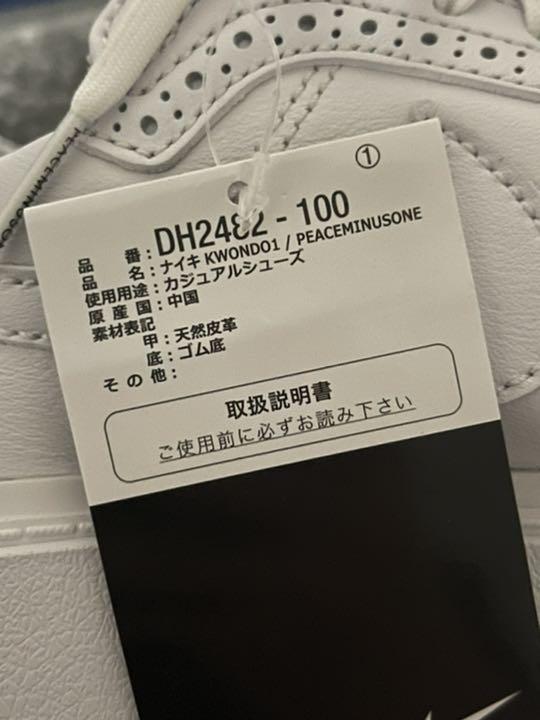 ①
品 番：DH2482 - 100
品 名：ナイキ KWONDO1 / PEACEMINUSONE
使用用途：カジュアルシューズ
原 産 国：中国
素材表記
甲：天然皮革
底：ゴム底
そ の 他：
取扱説明書
ご使用前に必ずお読み下さい
PEACEMINUSON